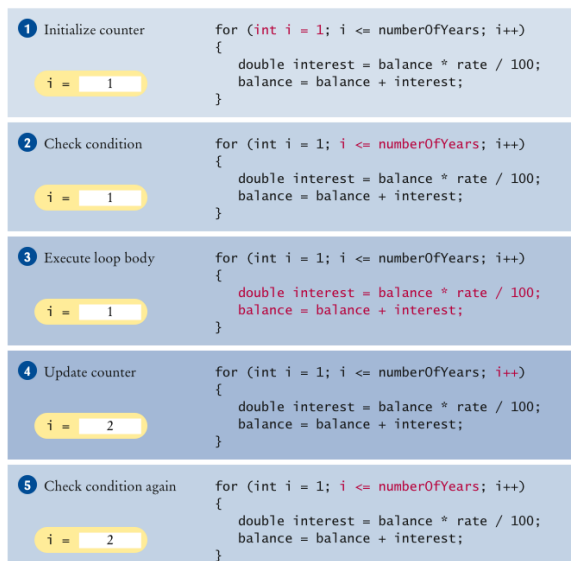 1 Initialize counter
for (int i = 1; i <= numberOfYears; i++)
{
double interest = balance * rate / 100;
i = 1
balance = balance + interest;
}
2 Check condition
for (int i = 1; i <= numberOfYears; i++)
{
double interest = balance * rate / 100;
i = 1
balance = balance + interest;
}
3 Execute loop body
for (int i = 1; i <= numberOfYears; i++)
{
double interest = balance * rate / 100;
i = 1
balance = balance + interest;
}
4 Update counter
for (int i = 1; i <= numberOfYears; i++)
{
double interest = balance * rate / 100;
i = 2
balance = balance + interest;
}
5 Check condition again
for (int i = 1; i <= numberOfYears; i++)
{
double interest = balance * rate / 100;
i = 2
balance = balance + interest;
}